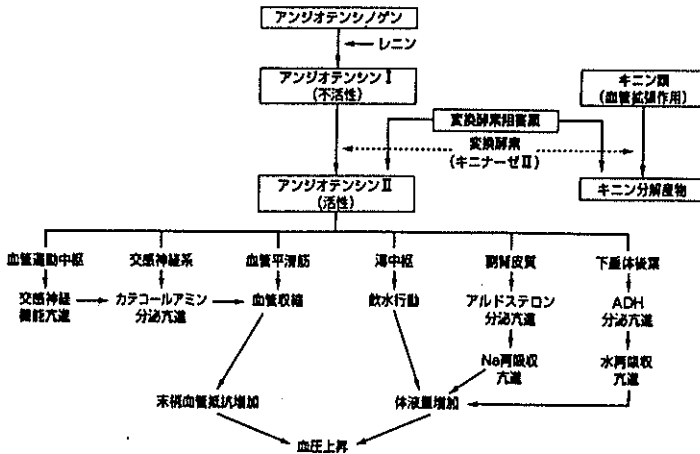 アンジオテンシノゲン
レニン
アンジオテンシンⅠ
(不活性)
キニン類
(血管拡張作用)
変換酵素阻害薬
変換酵素
(キニナーゼⅡ)
アンジオテンシンⅡ
(活性)
キニン分解産物
血管運動中枢
交感神経系
血管平滑筋
渇中枢
副腎皮質
下垂体後葉
交感神経
機能亢進
カテコールアミン
分泌亢進
血管収縮
飲水行動
アルドステロン
分泌亢進
ADH
分泌亢進
Na再吸収
亢進
水再吸収
亢進
末梢血管抵抗増加
体液量増加
血圧上昇